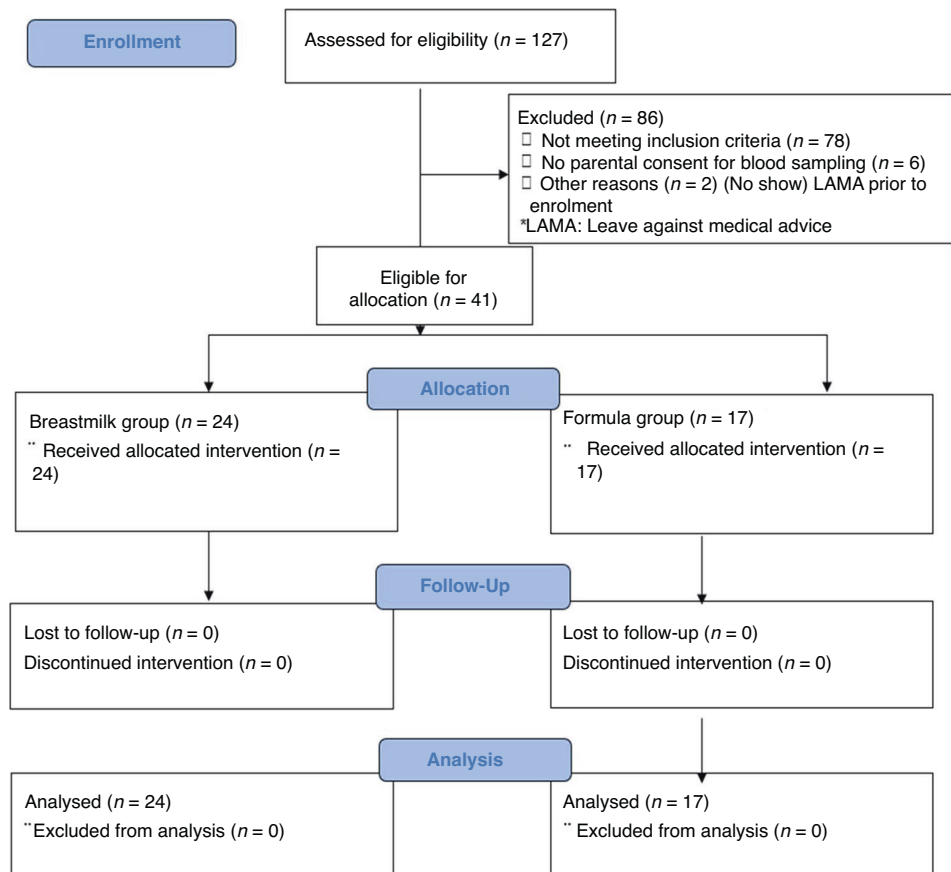 Enrollment
Assessed for eligibility (n = 127)
Excluded (n = 86)
Not meeting inclusion criteria (n = 78)
No parental consent for blood sampling (n = 6)
Other reasons (n = 2) (No show) LAMA prior to
enrolment
*LAMA: Leave against medical advice
Eligible for
allocation (n = 41)
Allocation
Breastmilk group (n = 24)
¨ Received allocated intervention (n =
24)
Formula group (n = 17)
¨ Received allocated intervention (n =
17)
Follow-Up
Lost to follow-up (n = 0)
Discontinued intervention (n = 0)
Lost to follow-up (n = 0)
Discontinued intervention (n = 0)
Analysis
Analysed (n = 24)
¨Excluded from analysis (n = 0)
Analysed (n = 17)
¨ Excluded from analysis (n = 0)